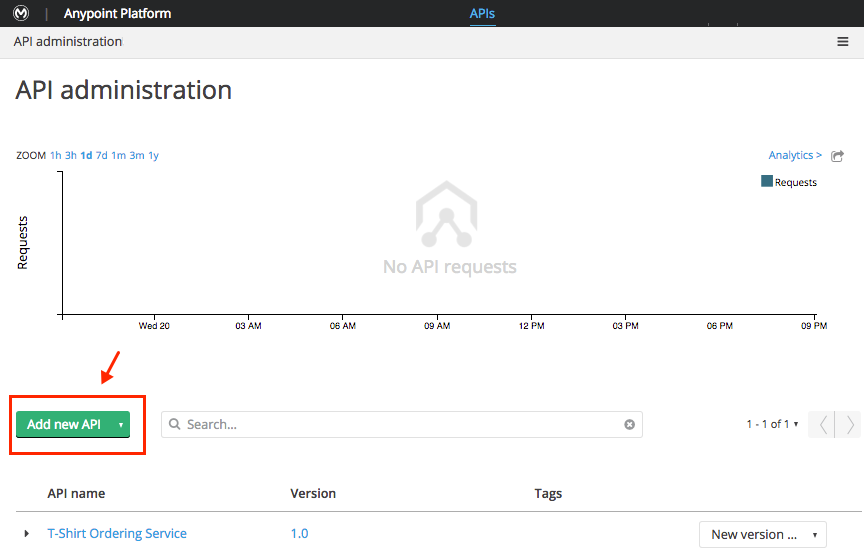 Anypoint Platform APIs
API administration
API administration
ZOOM 1h 3h 1d 7d 1m 3m 1y Analytics >
Requests
Requests
No API requests
Wed 20 03 AM 06 AM 09 AM 12 PM 03 PM 06 PM 09 PM
Add new API Search... 1 - 1 of 1
API name Version Tags
T-Shirt Ordering Service 1.0 New version ...